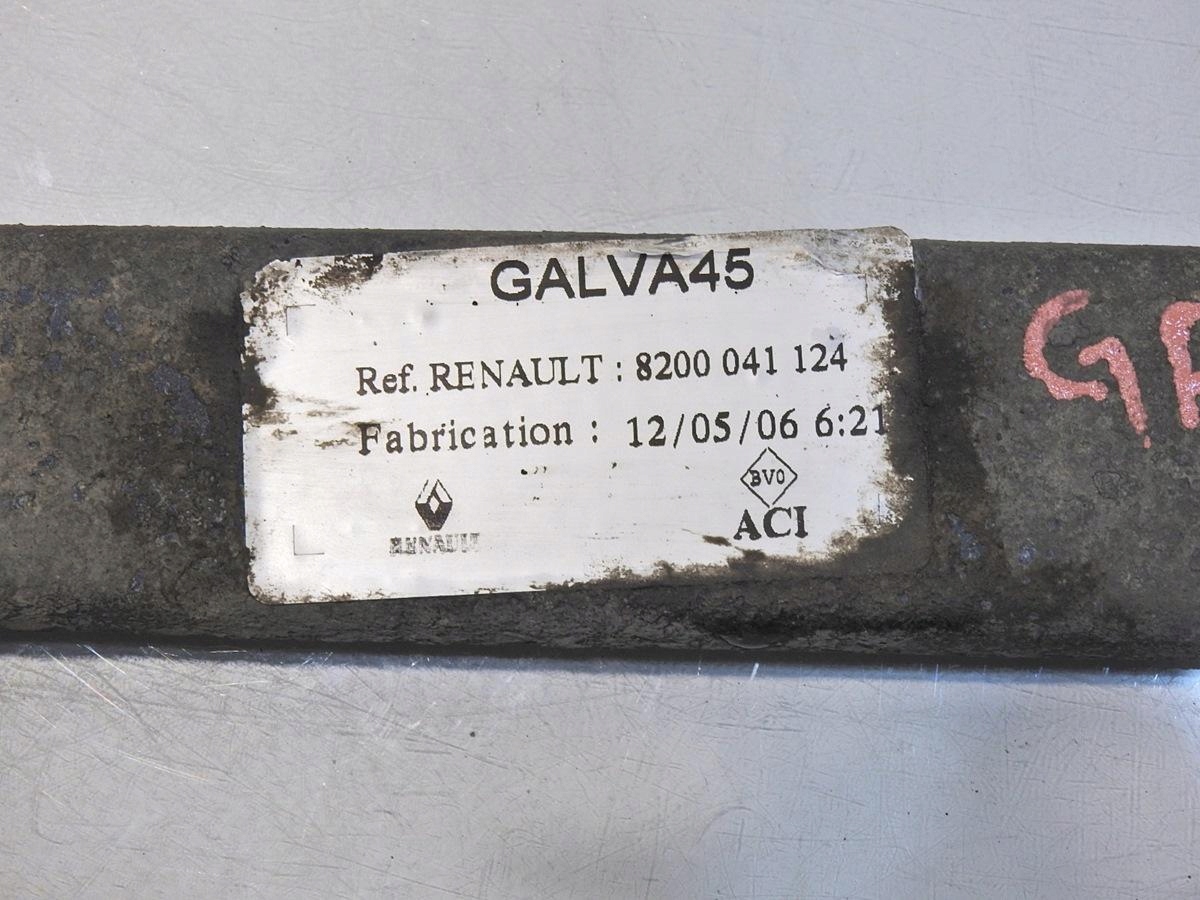 GALVA45
Ref. RENAULT : 8200 041 124
Fabrication : 12/05/06 6:21
BVO
RENAULT
ACI